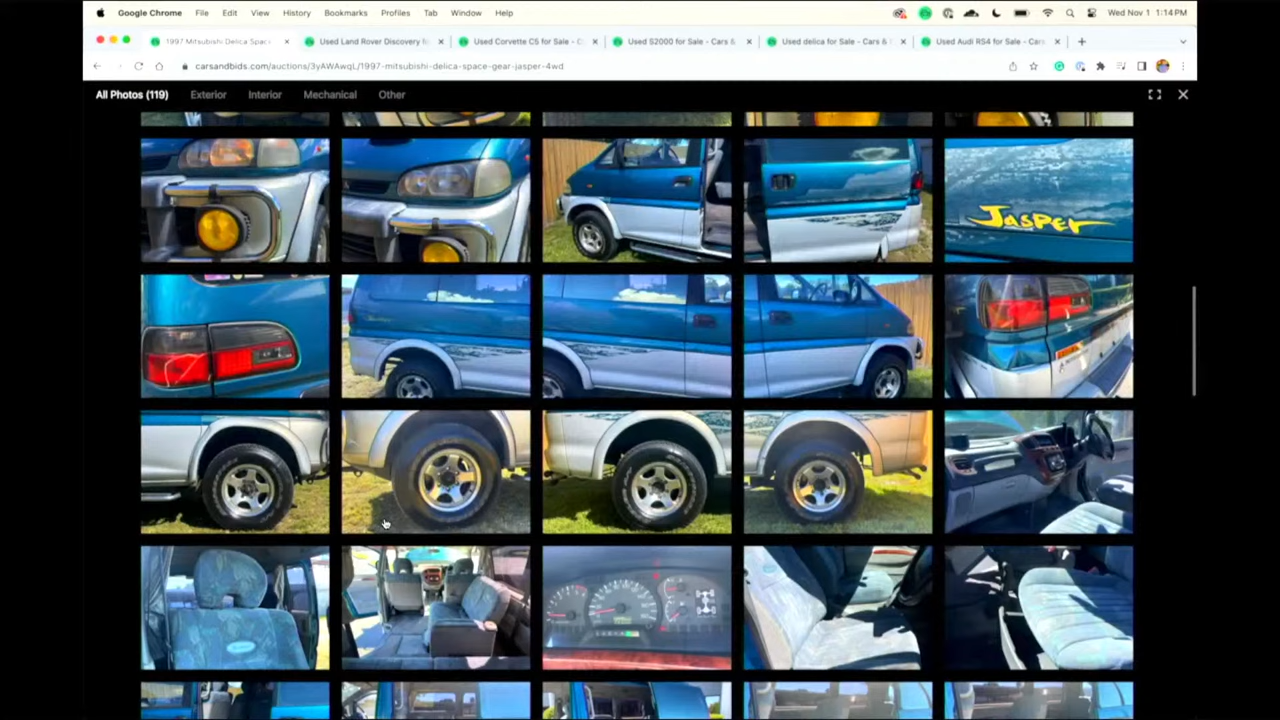 Google Chrome File Edit View History Bookmarks Profiles Tab Window Help Wed Nov 1 1:14 PM
1997 Mitsubishi Delica Space Used Land Rover Discovery fo Used Corvette C5 for Sale - C Used S2000 for Sale - Cars & Used delica for Sale - Cars & Used Audi RS4 for Sale - Cars
carsandbids.com/auctions/3yAWAwqL/1997-mitsubishi-delica-space-gear-jasper-4wd
All Photos (119) Exterior Interior Mechanical Other
JASPER